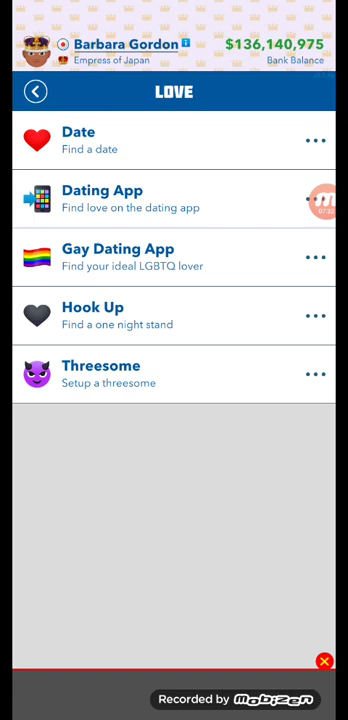 Barbara Gordon
$136,140,975
Empress of Japan
Bank Balance
LOVE
Date
Find a date
Dating App
Find love on the dating app
07:33
Gay Dating App
Find your ideal LGBTQ lover
Hook Up
Find a one night stand
Threesome
Setup a threesome
Recorded by mobizen